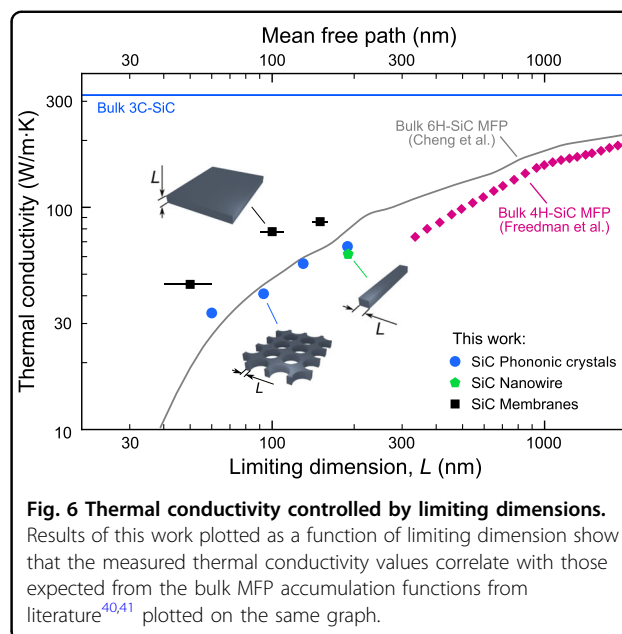 Mean free path (nm)
30
100
300
1000
300
Bulk 3C-SiC
Bulk 6H-SiC MFP
(Cheng et al.)
L
100
Bulk 4H-SiC MFP
(Freedman et al.)
Thermal conductivity (W/m·K)
L
30
This work:
SiC Phononic crystals
SiC Nanowire
L
SiC Membranes
10
30
100
300
1000
Limiting dimension, L (nm)
Fig. 6 Thermal conductivity controlled by limiting dimensions.
Results of this work plotted as a function of limiting dimension show
that the measured thermal conductivity values correlate with those
expected from the bulk MFP accumulation functions from
literature40,41 plotted on the same graph.